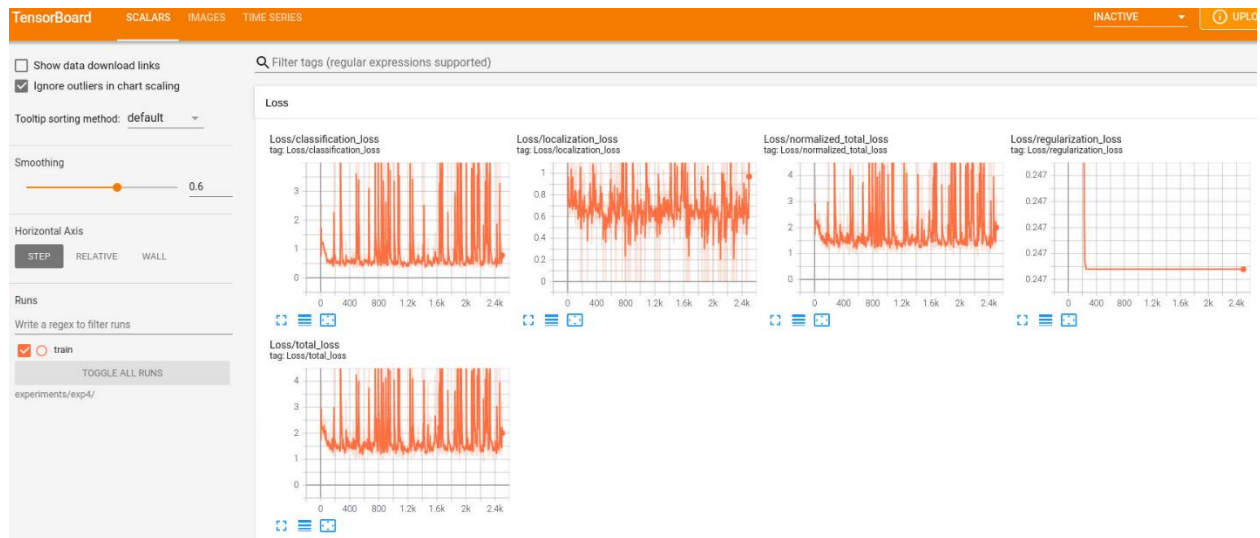 TensorBoard SCALARS IMAGES TIME SERIES INACTIVE UPLO
Show data download links
Ignore outliers in chart scaling
Tooltip sorting method: default
Smoothing
0.6
Horizontal Axis
STEP RELATIVE WALL
Runs
Write a regex to filter runs
train
TOGGLE ALL RUNS
experiments/exp4/
Filter tags (regular expressions supported)
Loss
Loss/classification_loss
tag: Loss/classification_loss
3
2
1
0
0 400 800 1.2k 1.6k 2k 2.4k
Loss/localization_loss
tag: Loss/localization_loss
1
0.8
0.6
0.4
0.2
0
0 400 800 1.2k 1.6k 2k 2.4k
Loss/normalized_total_loss
tag: Loss/normalized_total_loss
4
3
2
1
0
0 400 800 1.2k 1.6k 2k 2.4k
Loss/regularization_loss
tag: Loss/regularization_loss
0.247
0.247
0.247
0.247
0.247
0 400 800 1.2k 1.6k 2k 2.4k
Loss/total_loss
tag: Loss/total_loss
4
3
2
1
0
0 400 800 1.2k 1.6k 2k 2.4k